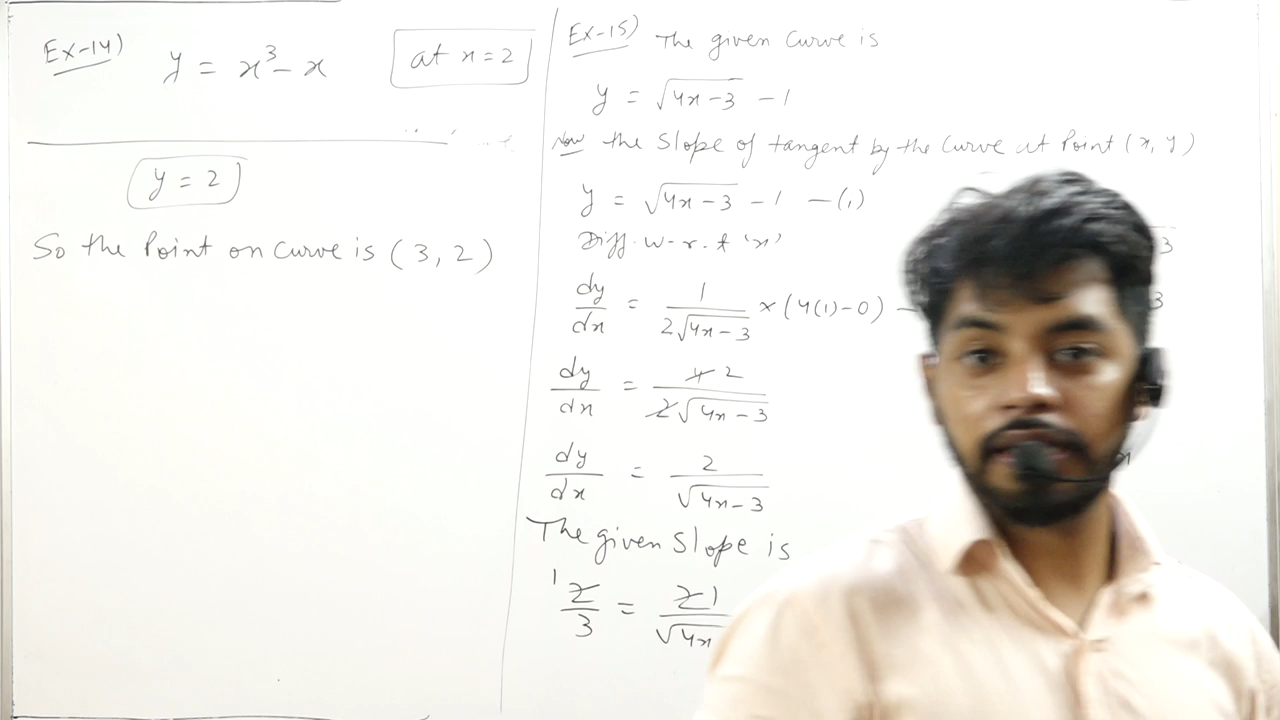 Ex-14) y = x³ - x at x = 2
y = 2
So the Point on Curve is (3, 2)
Ex-15) The given Curve is
y = √(4x-3) - 1
Now the Slope of tangent by the Curve at Point (x, y)
y = √(4x-3) - 1 —(1)
Diff. w-r.t 'x'
dy/dx = 1/(2√(4x-3)) × (4(1)-0) -
dy/dx = 4 2/(2√(4x-3))
dy/dx = 2/√(4x-3)
The given Slope is
1 2/3 = 2 1/√4x
3
3
x